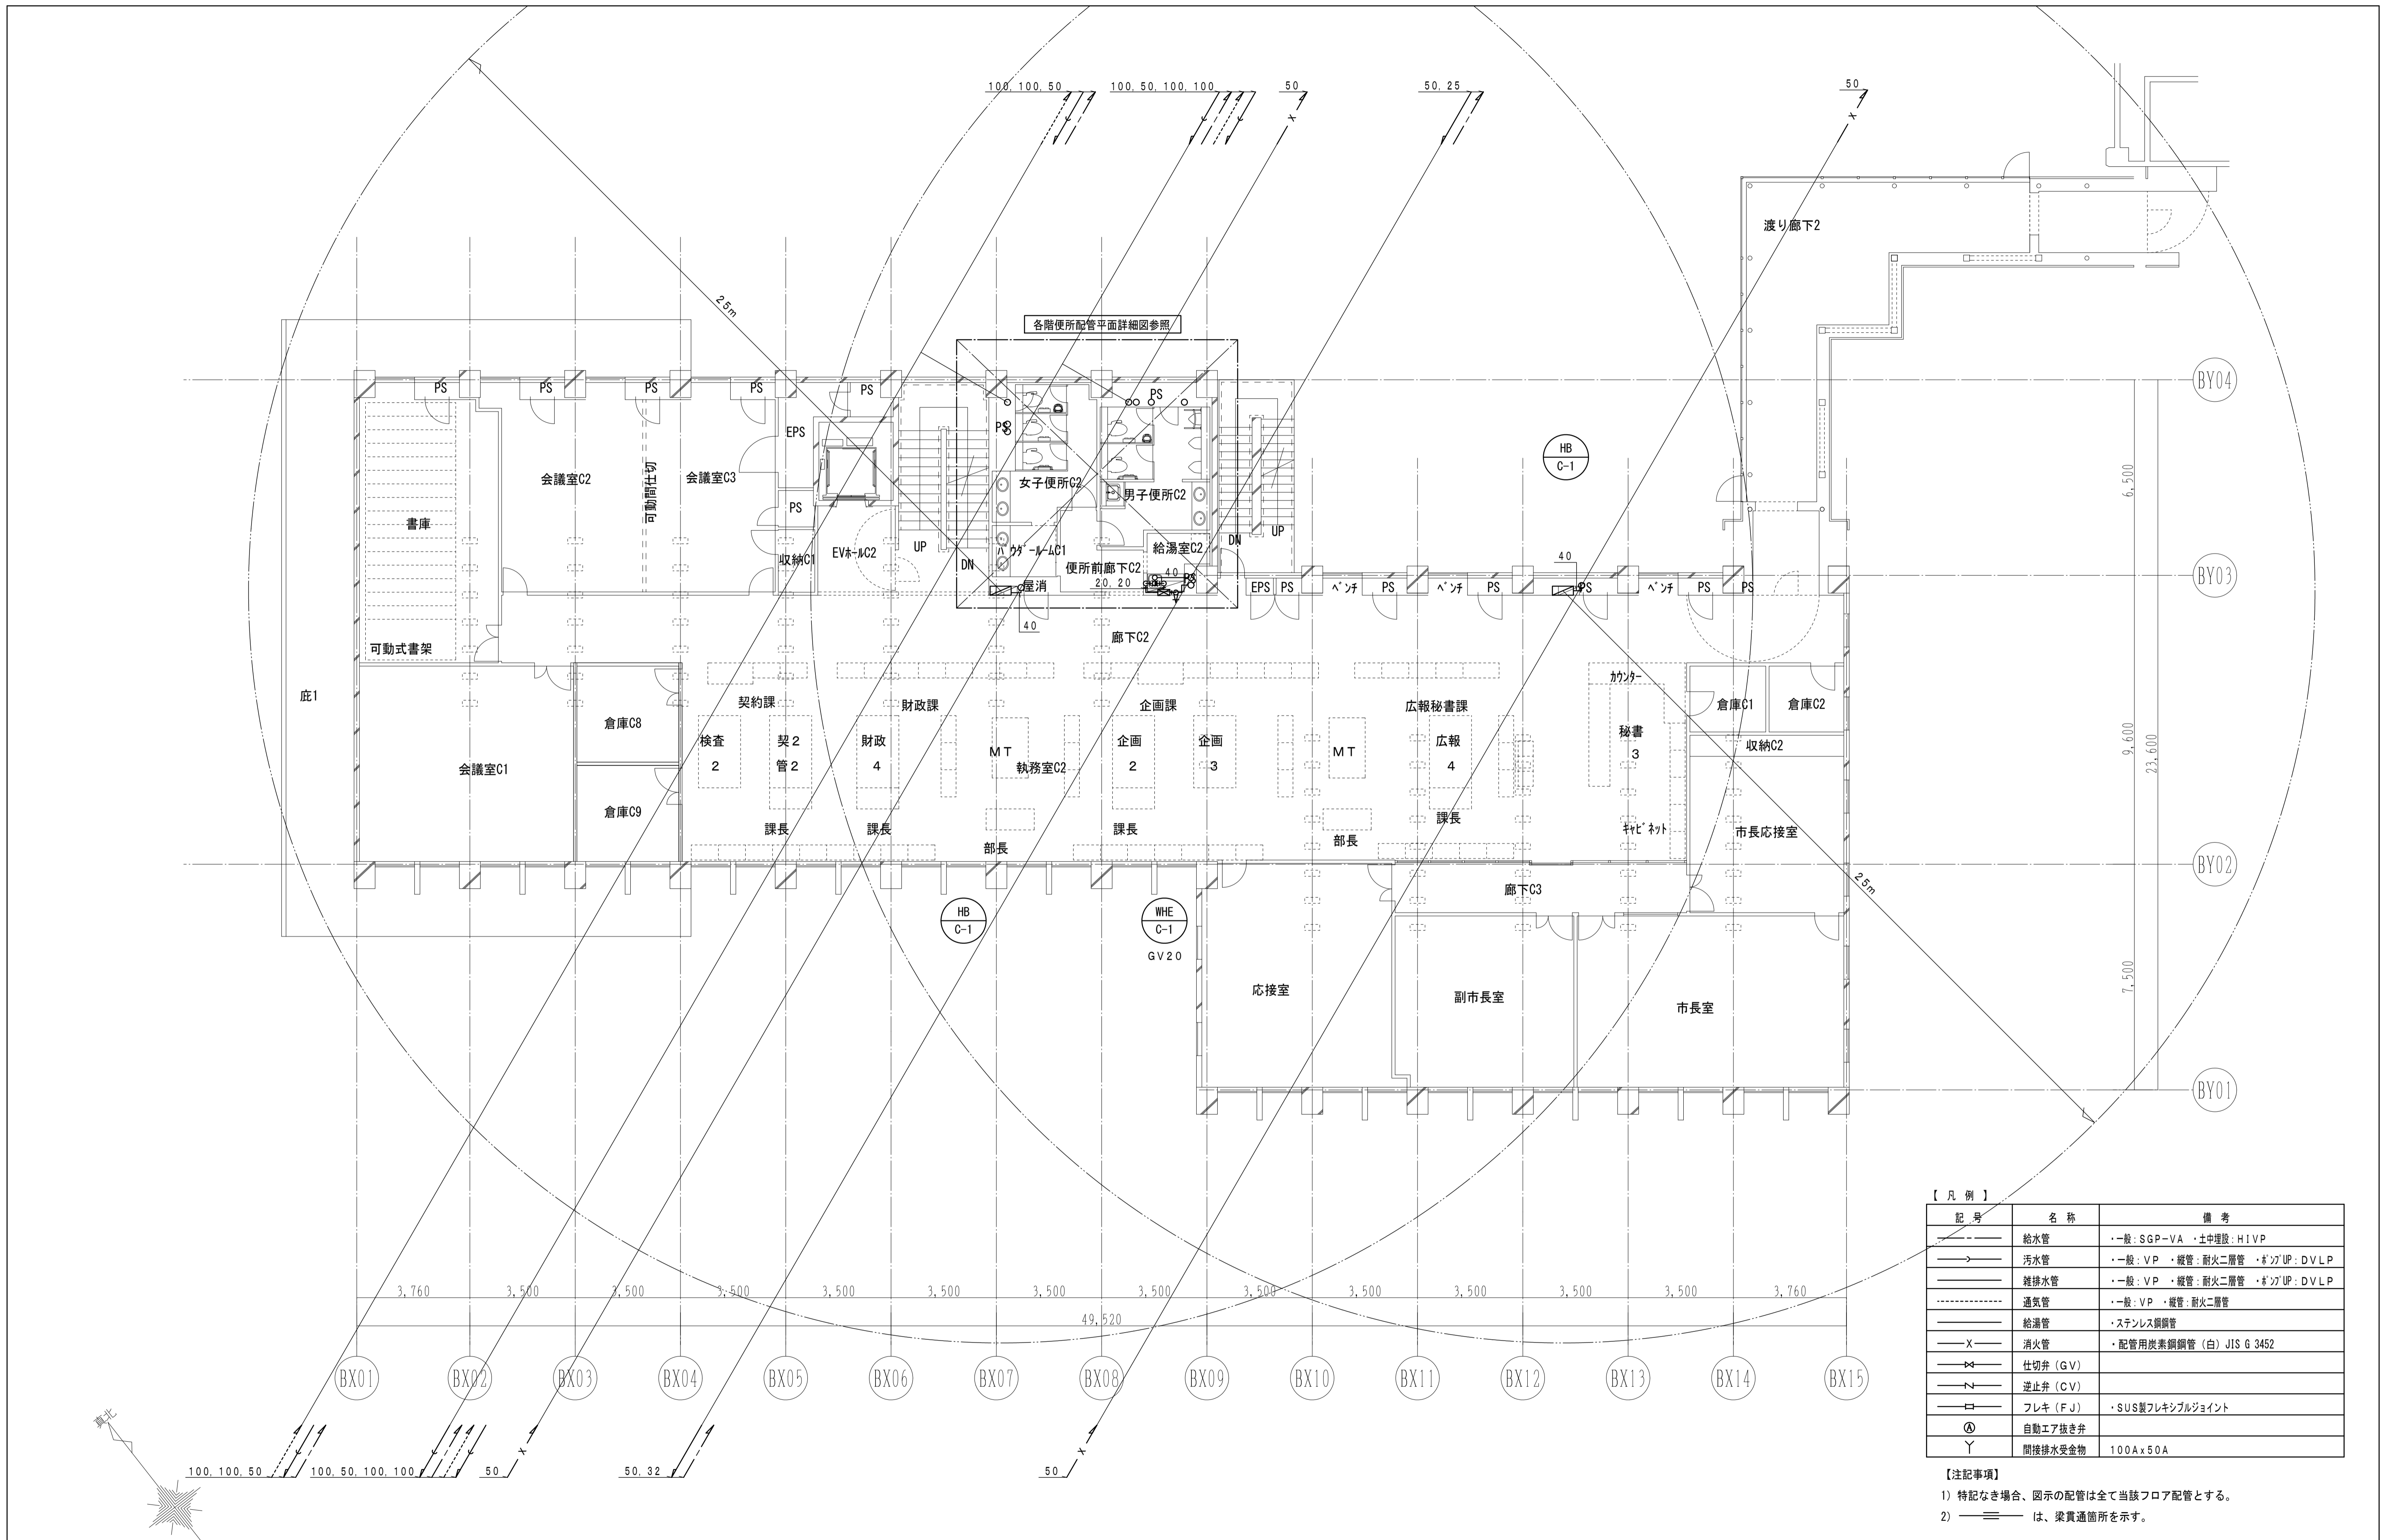 100, 100, 50
100, 50, 100, 100
50
50, 25
50
25m
各階便所配管平面詳細図参照
渡り廊下2
BY04
BY03
BY02
BY01
6,500
9,600
7,500
23,600
PS
PS
PS
PS
PS
PS
PS
EPS
PS
会議室C2
可動間仕切
会議室C3
書庫
可動式書架
収納C1
EVホールC2
UP
DN
女子便所C2
男子便所C2
パウダールームC1
給湯室C2
便所前廊下C2
DN
UP
屋消
40
20, 20
40
PS
EPS
PS
ベンチ
PS
ベンチ
PS
PS
ベンチ
PS
PS
40
HB
C-1
廊下C2
庇1
会議室C1
倉庫C8
倉庫C9
契約課
財政課
企画課
広報秘書課
カウンター
検査
2
契2
管2
財政
4
MT
執務室C2
企画
2
企画
3
MT
広報
4
秘書
3
倉庫C1
倉庫C2
収納C2
課長
課長
部長
課長
部長
課長
キャビネット
市長応接室
25m
HB
C-1
WHE
C-1
GV20
廊下C3
応接室
副市長室
市長室
3,760
3,500
3,500
3,500
3,500
3,500
3,500
3,500
3,500
3,500
3,500
3,500
3,500
3,760
49,520
BX01
BX02
BX03
BX04
BX05
BX06
BX07
BX08
BX09
BX10
BX11
BX12
BX13
BX14
BX15
真北
100, 100, 50
100, 50, 100, 100
50
50, 32
50
【 凡 例 】
記 号 名 称 備 考
給水管 ・一般:SGP-VA ・土中埋設:HIVP
汚水管 ・一般:VP ・縦管:耐火二層管 ・ポンプUP:DVLP
雑排水管 ・一般:VP ・縦管:耐火二層管 ・ポンプUP:DVLP
通気管 ・一般:VP ・縦管:耐火二層管
給湯管 ・ステンレス鋼鋼管
X 消火管 ・配管用炭素鋼鋼管(白)JIS G 3452
仕切弁(GV)
逆止弁(CV)
フレキ(FJ) ・SUS製フレキシブルジョイント
A 自動エア抜き弁
間接排水受金物 100Ax50A
【注記事項】
1) 特記なき場合、図示の配管は全て当該フロア配管とする。
2) は、梁貫通箇所を示す。